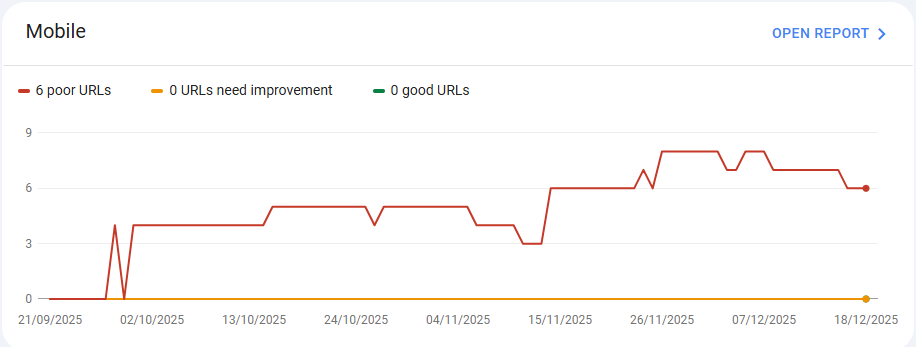 Mobile
OPEN REPORT
6 poor URLs
0 URLs need improvement
0 good URLs
9
6
3
0
21/09/2025 02/10/2025 13/10/2025 24/10/2025 04/11/2025 15/11/2025 26/11/2025 07/12/2025 18/12/2025